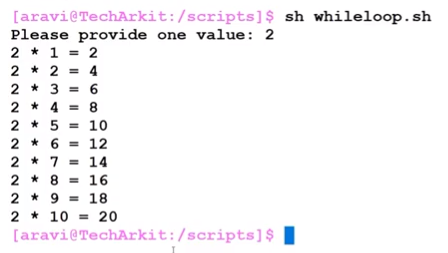 [aravi@TechArkit:/scripts]$ sh whileloop.sh
Please provide one value: 2
2 * 1 = 2
2 * 2 = 4
2 * 3 = 6
2 * 4 = 8
2 * 5 = 10
2 * 6 = 12
2 * 7 = 14
2 * 8 = 16
2 * 9 = 18
2 * 10 = 20
[aravi@TechArkit:/scripts]$